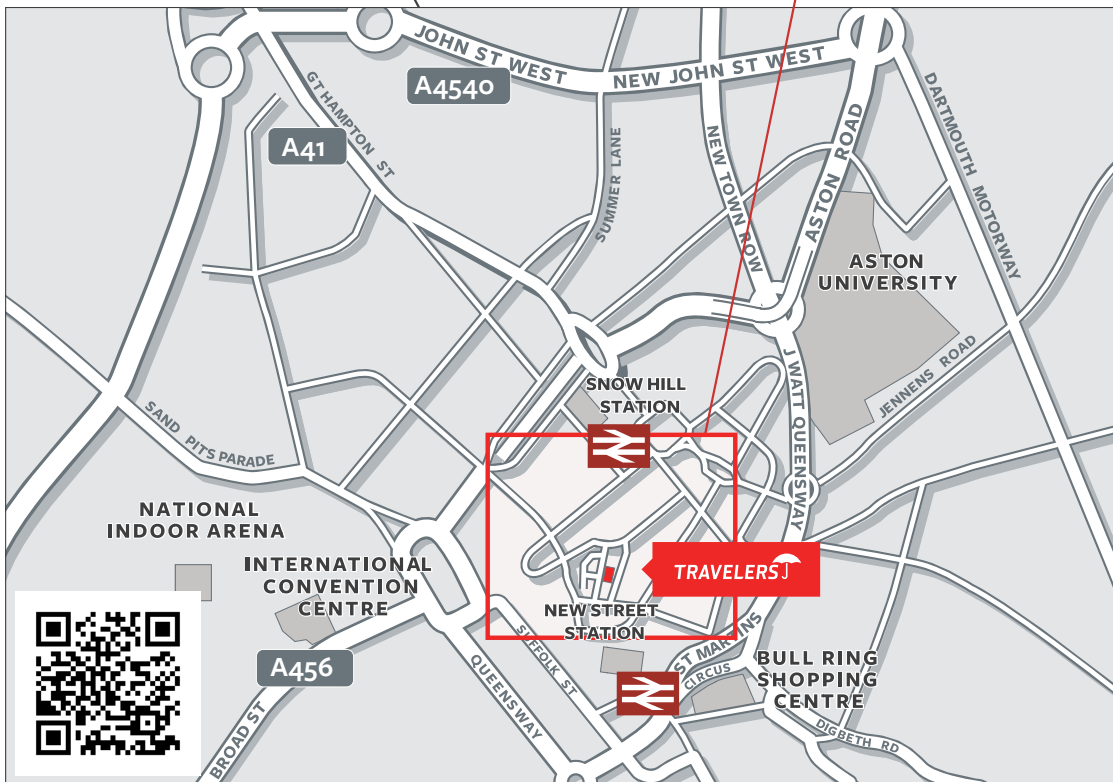 JOHN ST WEST
NEW JOHN ST WEST
A4540
GT HAMPTON ST
A41
SUMMER LANE
NEW TOWN ROW
ASTON ROAD
DARTMOUTH MOTORWAY
ASTON
UNIVERSITY
J WATT QUEENSWAY
JENNENS ROAD
SNOW HILL
STATION
SAND PITS PARADE
NATIONAL
INDOOR ARENA
INTERNATIONAL
CONVENTION
CENTRE
TRAVELERS
NEW STREET
STATION
SUFFOLK ST
ST MARTINS
CIRCUS
BULL RING
SHOPPING
CENTRE
A456
BROAD ST
QUEENSWAY
DIGBETH RD